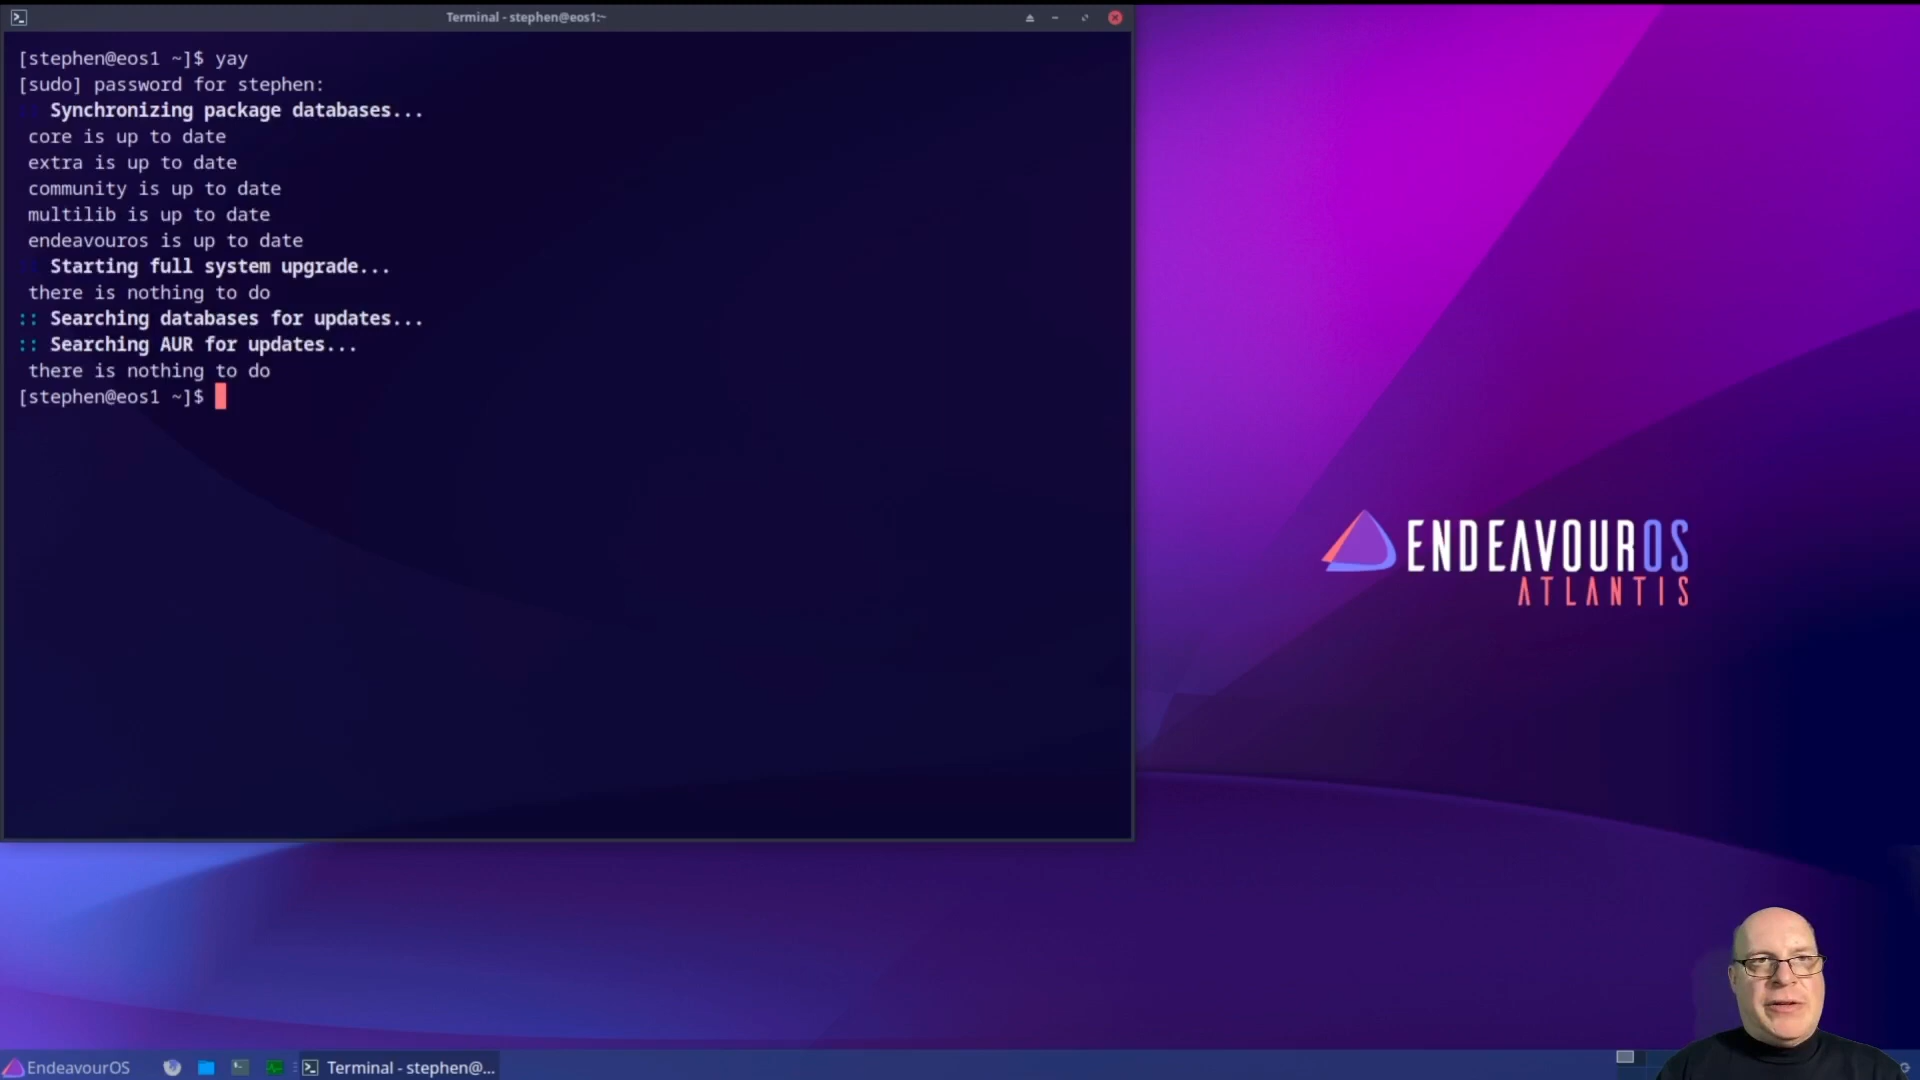 Terminal - stephen@eos1:~
[stephen@eos1 ~]$ yay
[sudo] password for stephen:
:: Synchronizing package databases...
core is up to date
extra is up to date
community is up to date
multilib is up to date
endeavouros is up to date
:: Starting full system upgrade...
there is nothing to do
:: Searching databases for updates...
:: Searching AUR for updates...
there is nothing to do
[stephen@eos1 ~]$
ENDEAVOUROS
ATLANTIS
EndeavourOS
Terminal - stephen@...